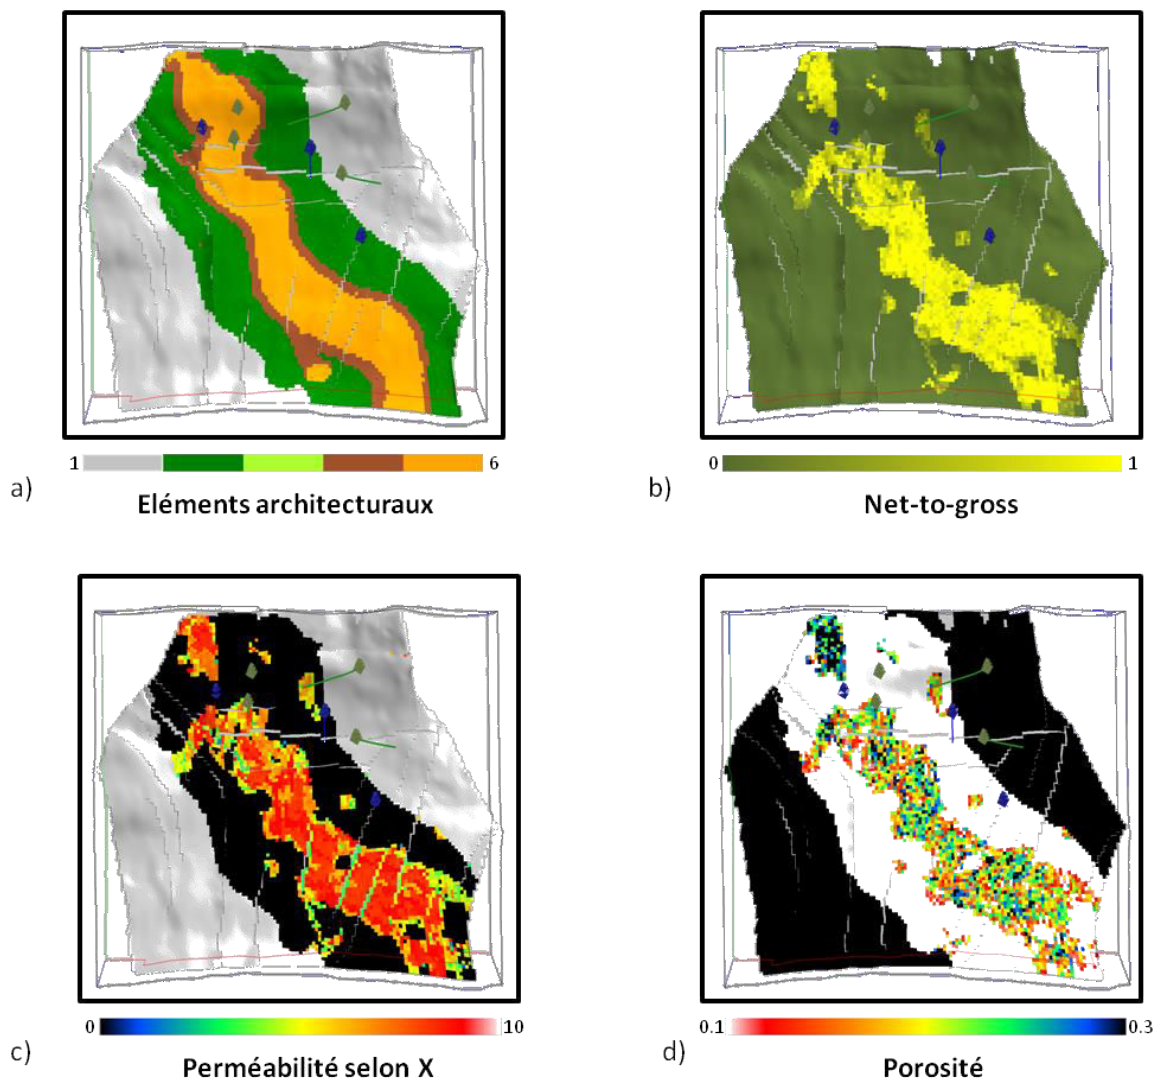 1 6 0 1
a) b)
Eléments architecturaux Net-to-gross
0 10 0.1 0.3
c) d)
Perméabilité selon X Porosité